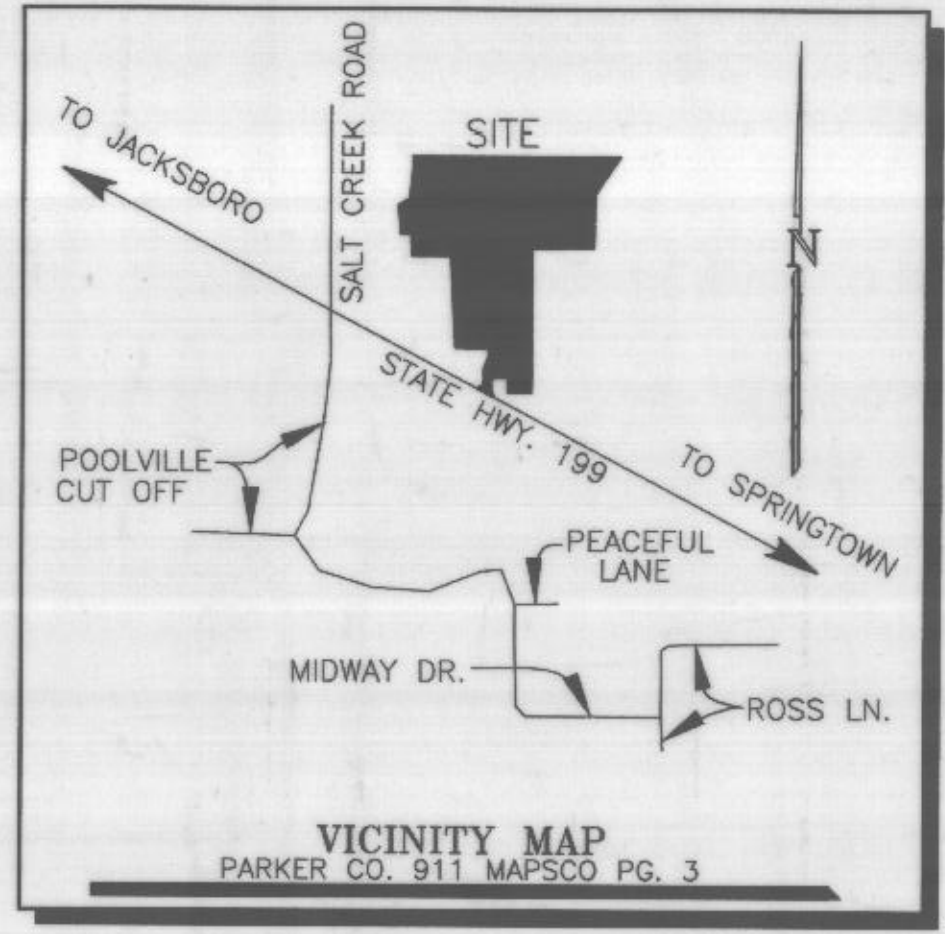 TO JACKSBORO
SALT CREEK ROAD
SITE
N
STATE HWY. 199
TO SPRINGTOWN
POOLVILLE
CUT OFF
PEACEFUL
LANE
MIDWAY DR.
ROSS LN.
VICINITY MAP
PARKER CO. 911 MAPSCO PG. 3